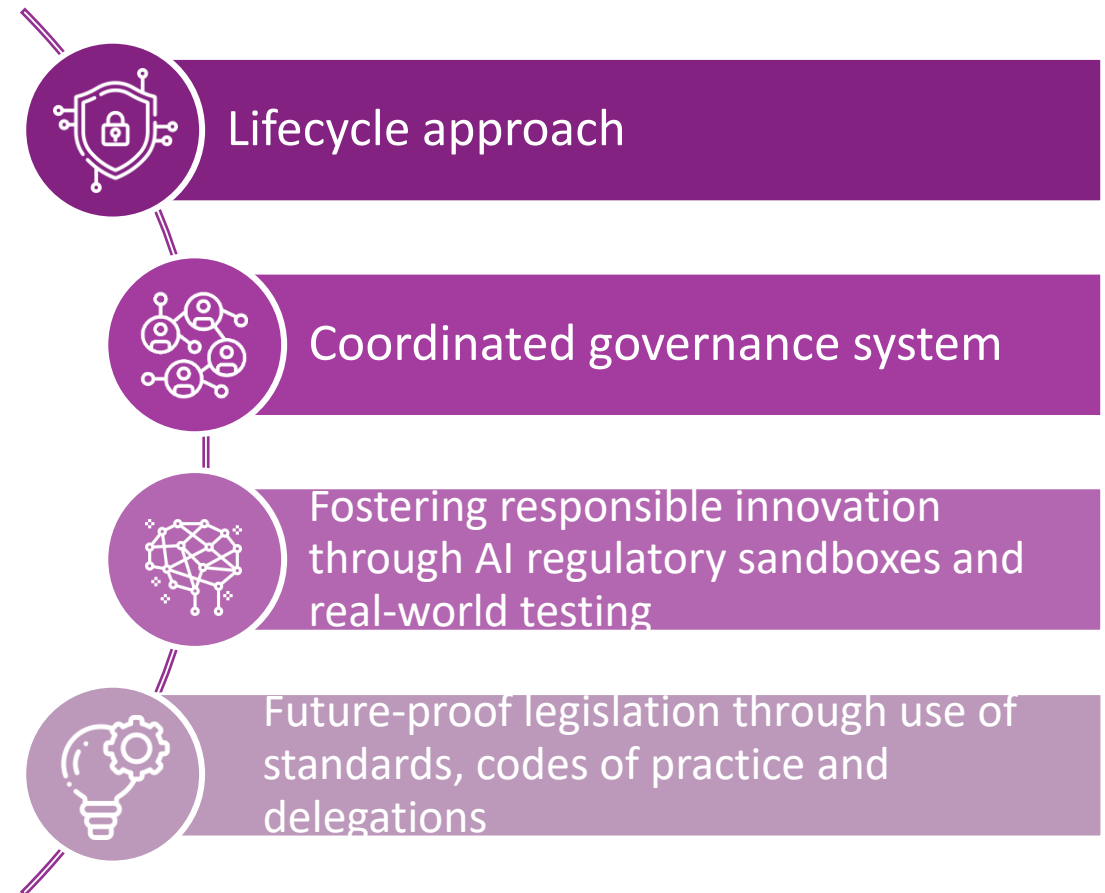 Lifecycle approach
Coordinated governance system
Fostering responsible innovation
through AI regulatory sandboxes and
real-world testing
Future-proof legislation through use of
standards, codes of practice and
delegations